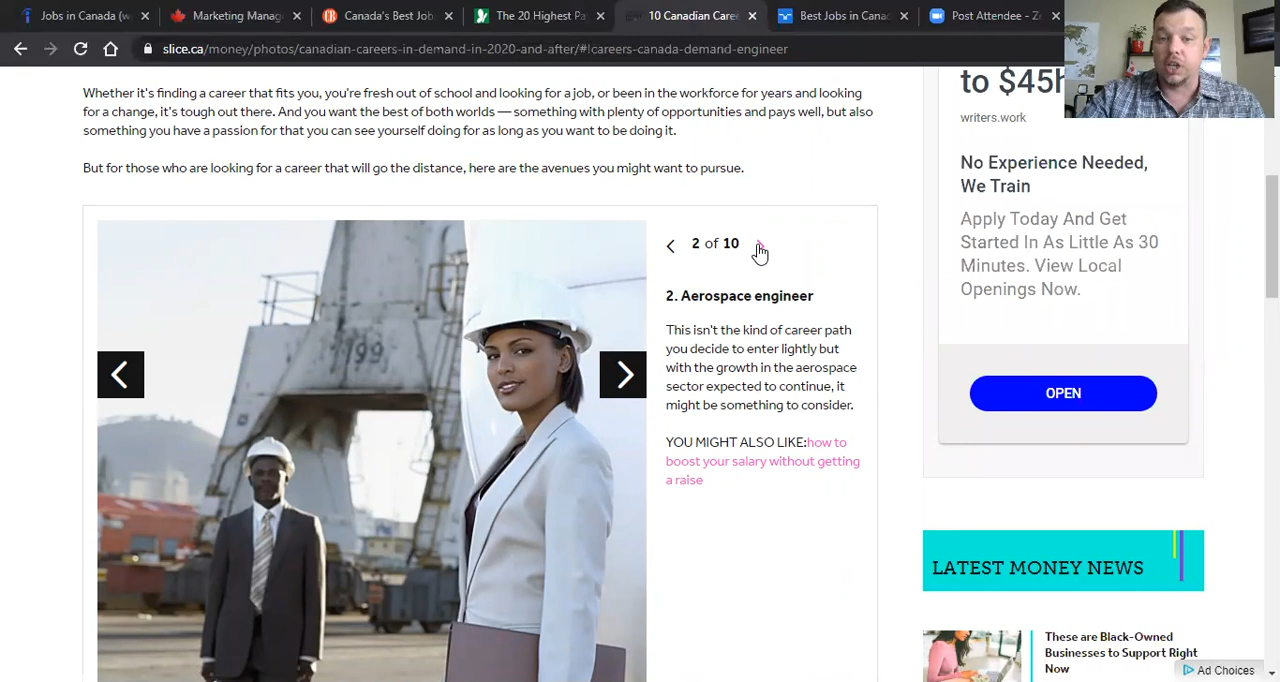 Jobs in Canada (w
Marketing Manag
Canada's Best Job
The 20 Highest Pa
10 Canadian Caree
Best Jobs in Cana
Post Attendee - Z
slice.ca/money/photos/canadian-careers-in-demand-in-2020-and-after/#!careers-canada-demand-engineer
Whether it's finding a career that fits you, you're fresh out of school and looking for a job, or been in the workforce for years and looking
for a change, it's tough out there. And you want the best of both worlds — something with plenty of opportunities and pays well, but also
something you have a passion for that you can see yourself doing for as long as you want to be doing it.
But for those who are looking for a career that will go the distance, here are the avenues you might want to pursue.
199
2 of 10
2. Aerospace engineer
This isn't the kind of career path
you decide to enter lightly but
with the growth in the aerospace
sector expected to continue, it
might be something to consider.
YOU MIGHT ALSO LIKE:how to
boost your salary without getting
a raise
to $45h
writers.work
No Experience Needed,
We Train
Apply Today And Get
Started In As Little As 30
Minutes. View Local
Openings Now.
OPEN
LATEST MONEY NEWS
These are Black-Owned
Businesses to Support Right
Now
Ad Choices